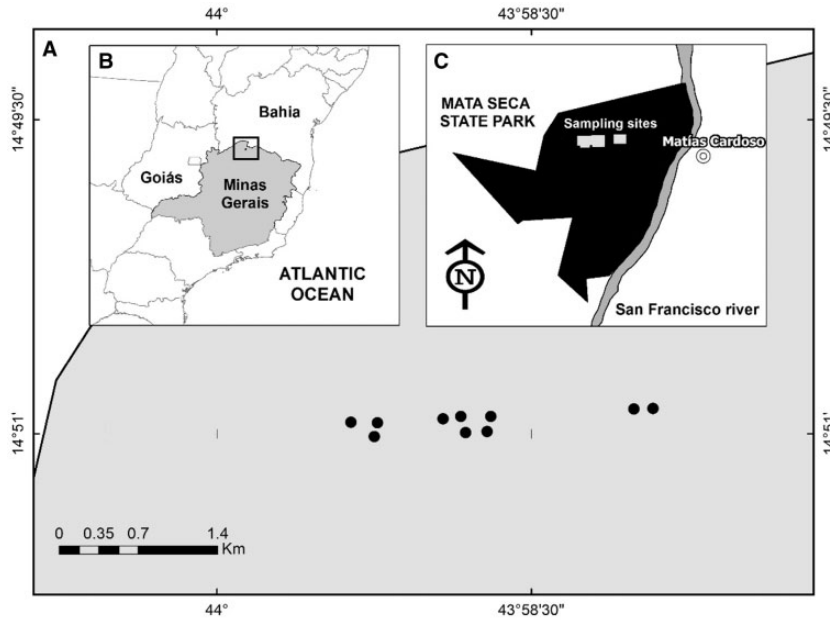 44°
43°58'30"
A
B
C
14°49'30"
14°49'30"
Bahia
Goiás
Minas
Gerais
ATLANTIC
OCEAN
MATA SECA
STATE PARK
Sampling sites
Matías Cardoso
N
San Francisco river
14°51'
14°51'
0 0.35 0.7 1.4
Km
44°
43°58'30"